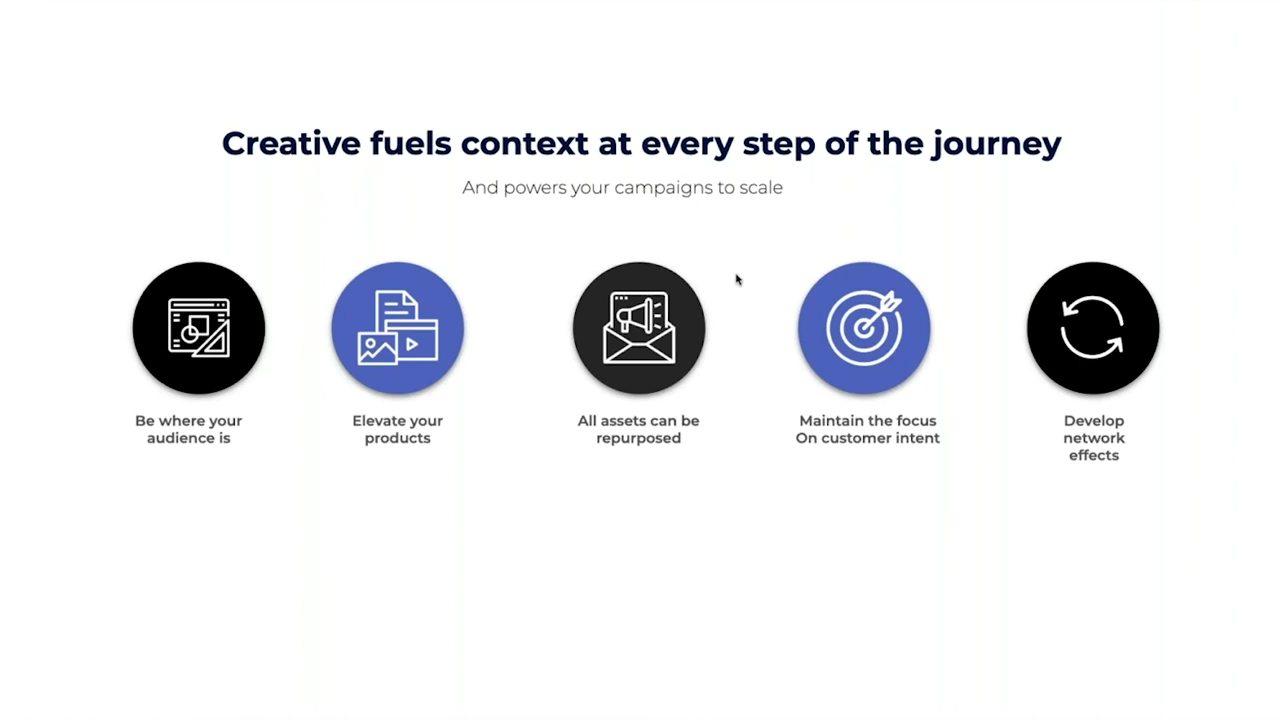 Creative fuels context at every step of the journey
And powers your campaigns to scale
Be where your
audience is
Elevate your
products
All assets can be
repurposed
Maintain the focus
On customer intent
Develop
network
effects